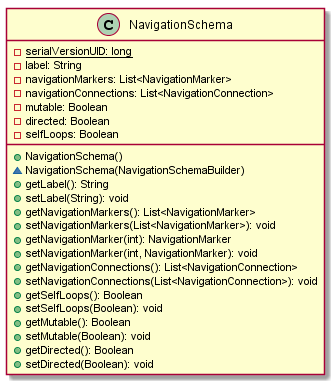 C NavigationSchema
serialVersionUID: long
label: String
navigationMarkers: List<NavigationMarker>
navigationConnections: List<NavigationConnection>
mutable: Boolean
directed: Boolean
selfLoops: Boolean
NavigationSchema()
NavigationSchema(NavigationSchemaBuilder)
getLabel(): String
setLabel(String): void
getNavigationMarkers(): List<NavigationMarker>
setNavigationMarkers(List<NavigationMarker>): void
getNavigationMarker(int): NavigationMarker
setNavigationMarker(int, NavigationMarker): void
getNavigationConnections(): List<NavigationConnection>
setNavigationConnections(List<NavigationConnection>): void
getSelfLoops(): Boolean
setSelfLoops(Boolean): void
getMutable(): Boolean
setMutable(Boolean): void
getDirected(): Boolean
setDirected(Boolean): void